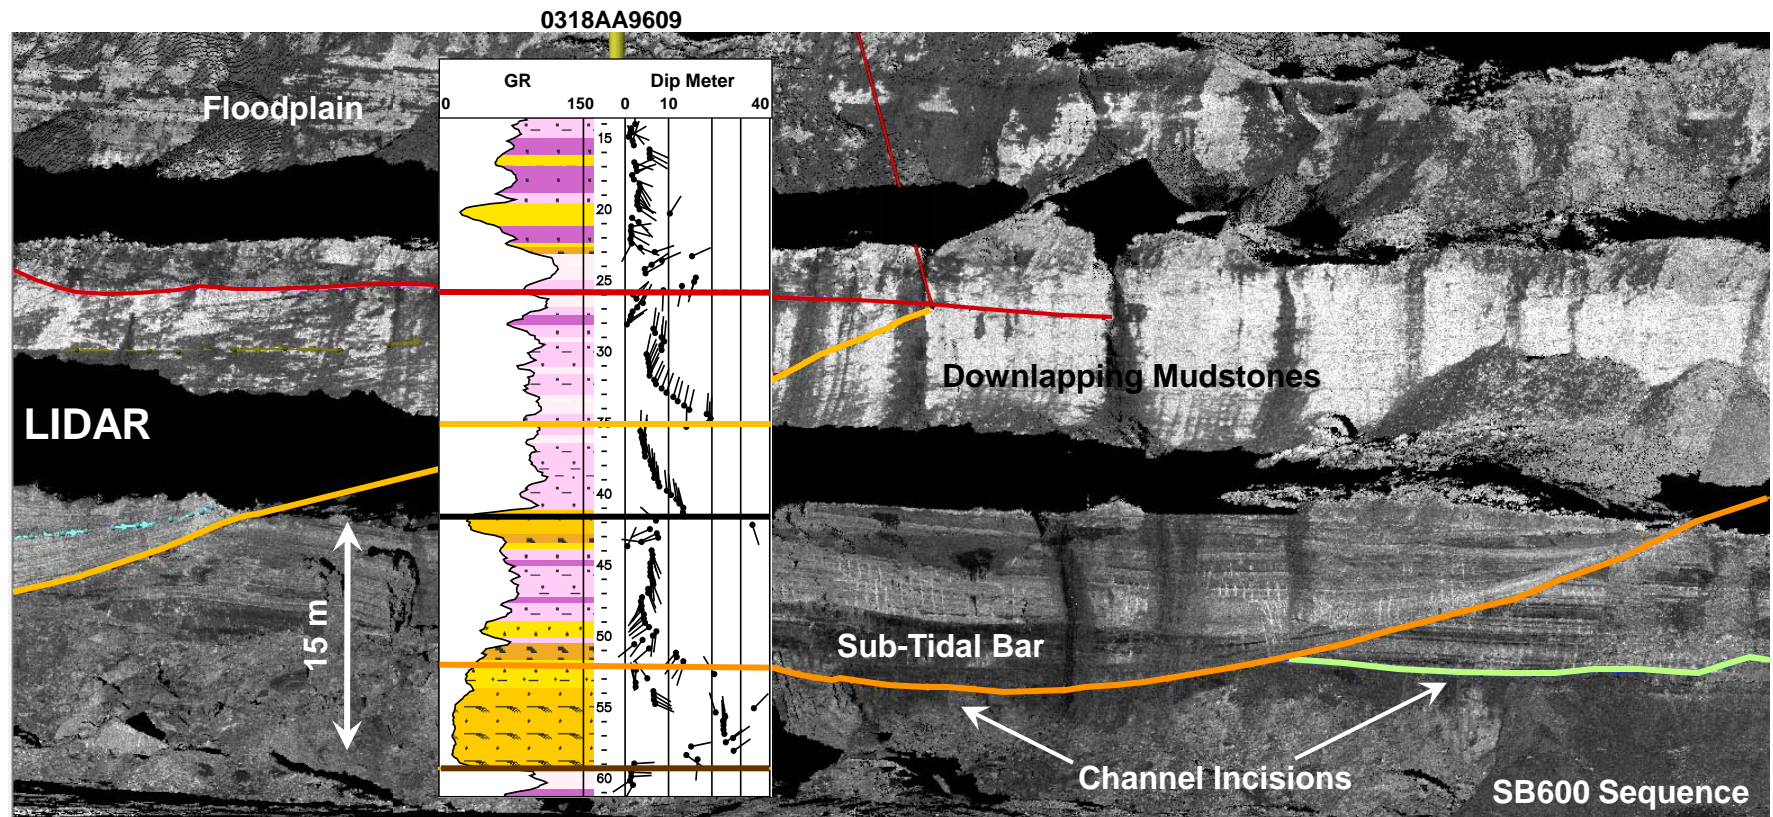 0318AA9609
GR
Dip Meter
0
150
0
10
40
Floodplain
15
20
25
30
35
40
45
50
55
60
LIDAR
Downlapping Mudstones
15 m
Sub-Tidal Bar
Channel Incisions
SB600 Sequence